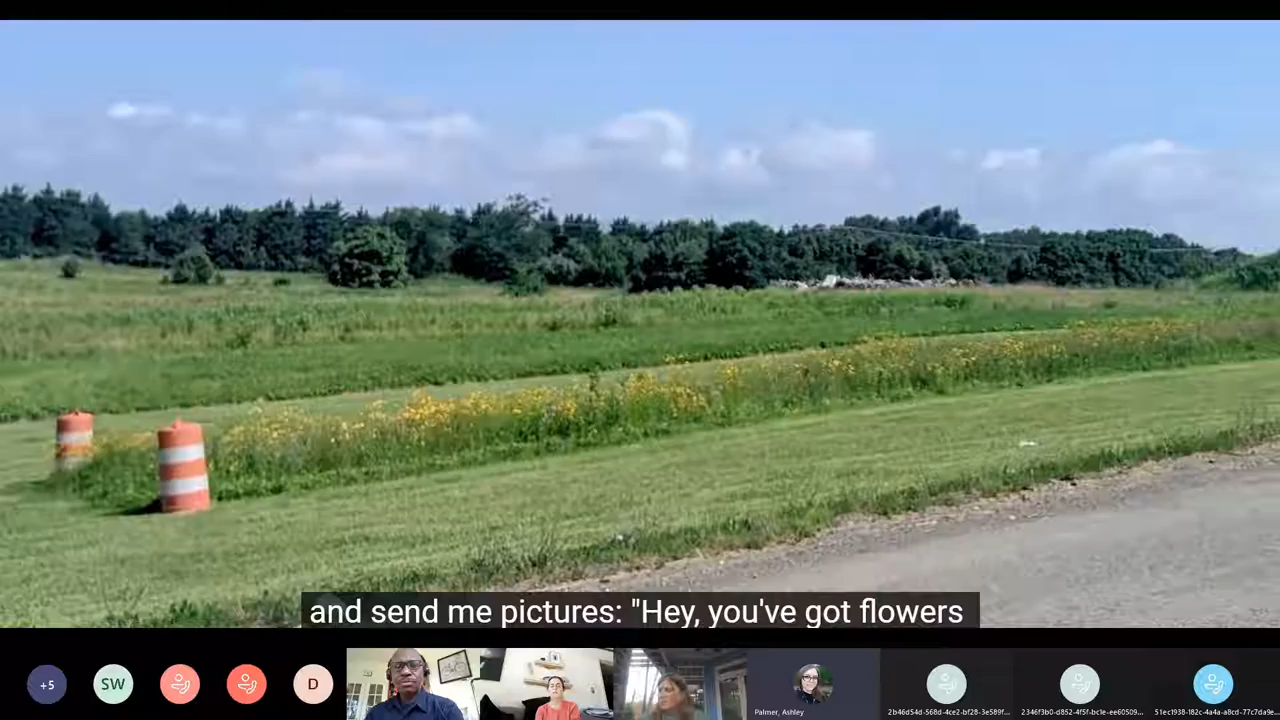 and send me pictures: "Hey, you've got flowers
+5
SW
D
Palmer, Ashley